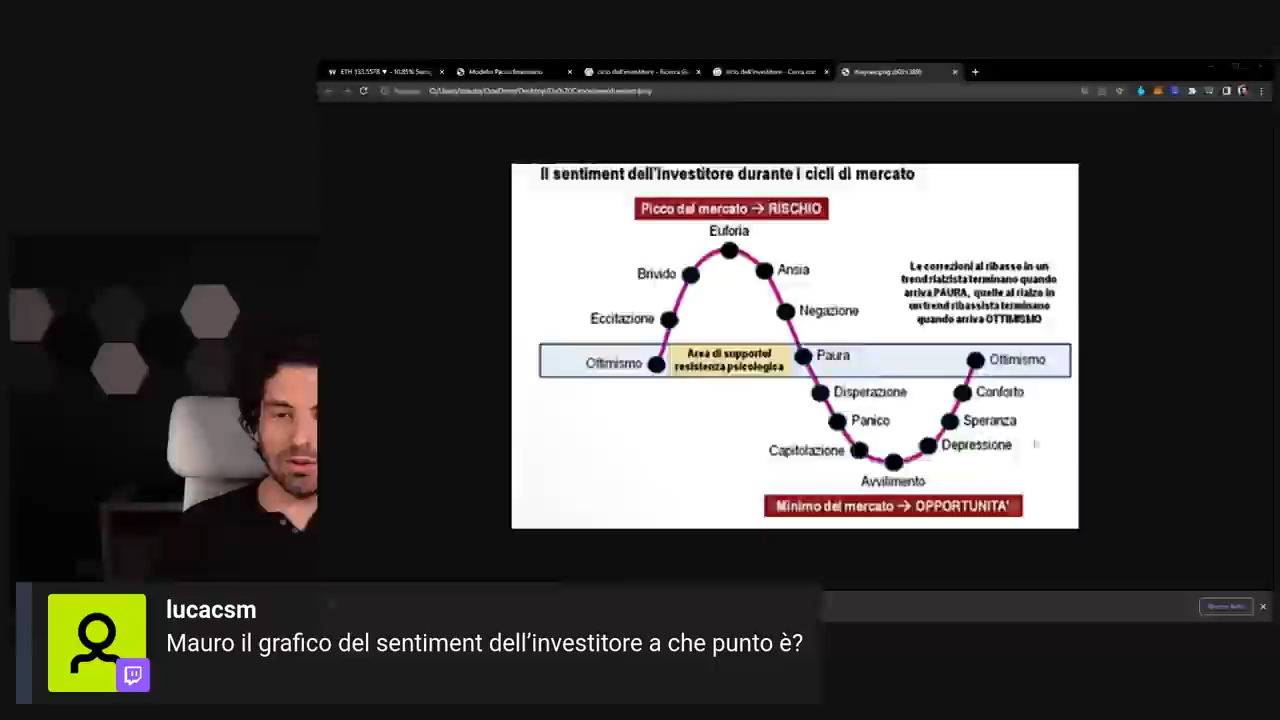 Il sentiment dell'investitore durante i cicli di mercato
Picco del mercato → RISCHIO
Euforia
Brivido
Ansia
Le correzioni al ribasso in un
trend rialzista terminano quando
arriva PAURA, quelle al rialzo in
un trend ribassista terminano
quando arriva OTTIMISMO
Eccitazione
Negazione
Ottimismo
Area di supporto/
resistenza psicologica
Paura
Ottimismo
Disperazione
Conforto
Panico
Speranza
Capitolazione
Depressione
Avvilimento
Minimo del mercato → OPPORTUNITA'
lucacsm
Mauro il grafico del sentiment dell’investitore a che punto è?